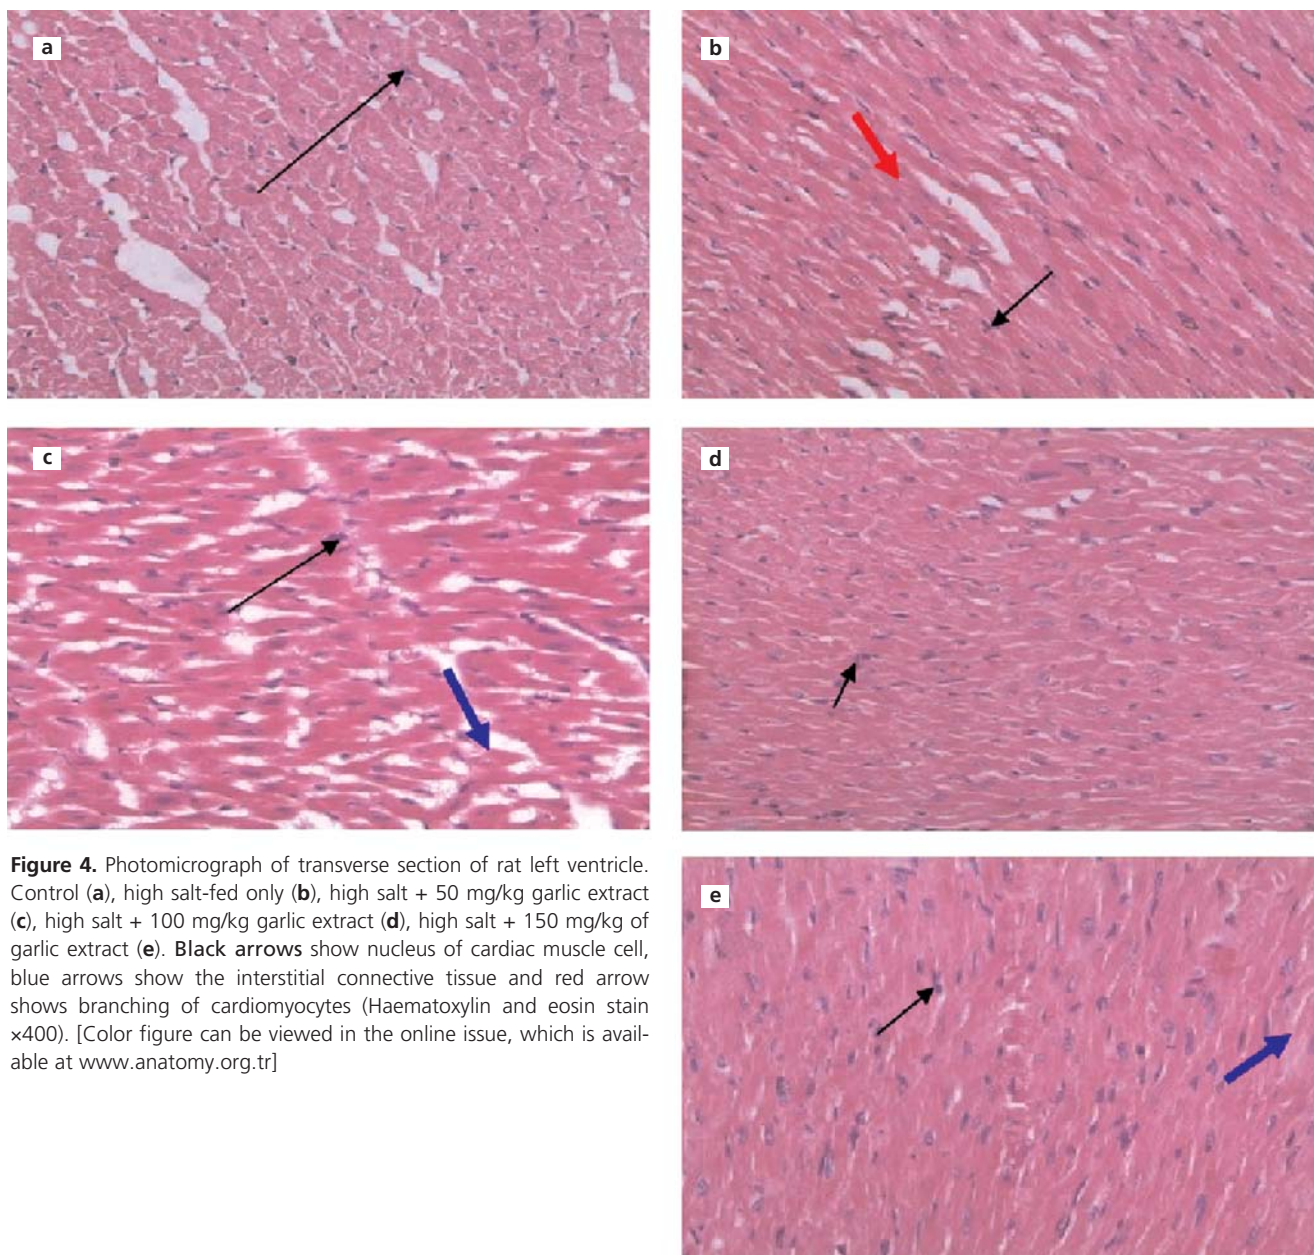 a
b
c
d
Figure 4. Photomicrograph of transverse section of rat left ventricle.
Control (a), high salt-fed only (b), high salt + 50 mg/kg garlic extract
(c), high salt + 100 mg/kg garlic extract (d), high salt + 150 mg/kg of
garlic extract (e). Black arrows show nucleus of cardiac muscle cell,
blue arrows show the interstitial connective tissue and red arrow
shows branching of cardiomyocytes (Haematoxylin and eosin stain
×400). [Color figure can be viewed in the online issue, which is avail-
able at www.anatomy.org.tr]
e